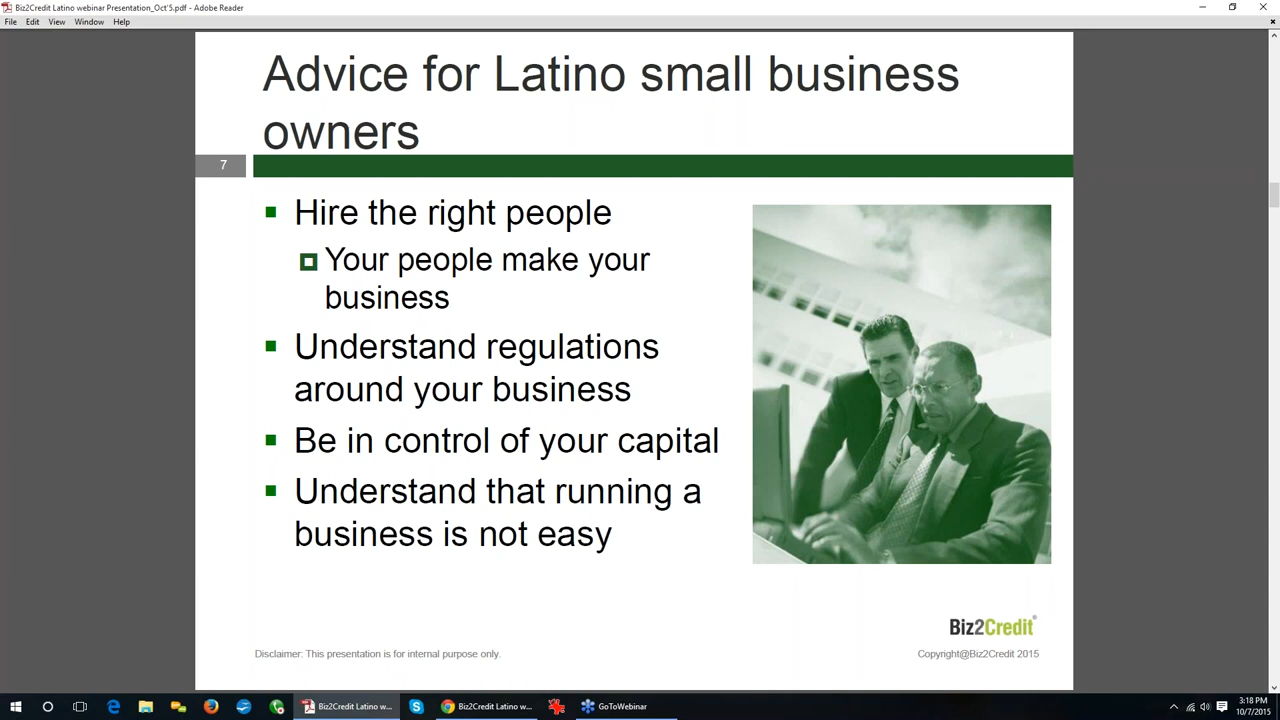 Biz2Credit Latino webinar Presentation_Oct'5.pdf - Adobe Reader
File Edit View Window Help
Advice for Latino small business
owners
7
Hire the right people
Your people make your
business
Understand regulations
around your business
Be in control of your capital
Understand that running a
business is not easy
Biz2Credit®
Disclaimer: This presentation is for internal purpose only.
Copyright@Biz2Credit 2015
Biz2Credit Latino w...
Biz2Credit Latino w...
GoToWebinar
3:18 PM
10/7/2015